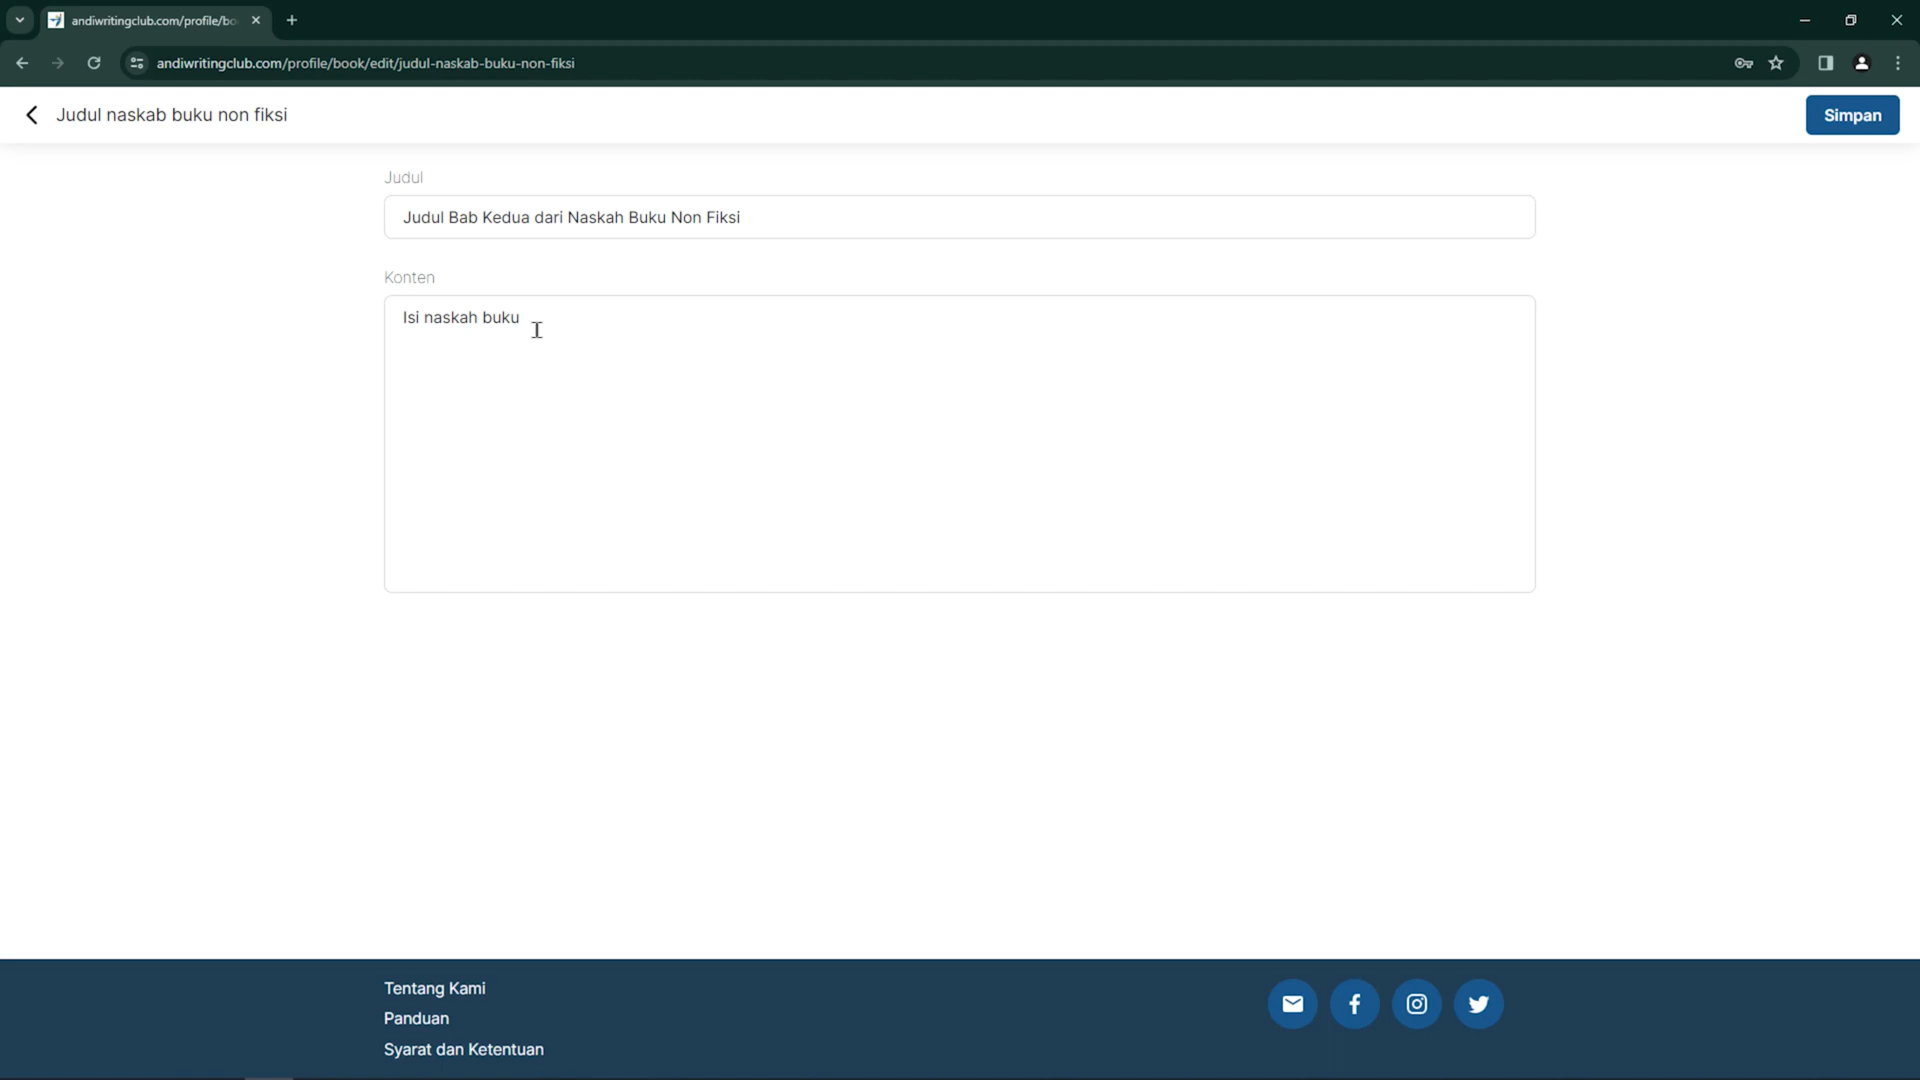 andiwritingclub.com/profile/bo
andiwritingclub.com/profile/book/edit/judul-naskab-buku-non-fiksi
Judul naskab buku non fiksi
Simpan
Judul
Judul Bab Kedua dari Naskah Buku Non Fiksi
Konten
Isi naskah buku
Tentang Kami
Panduan
Syarat dan Ketentuan